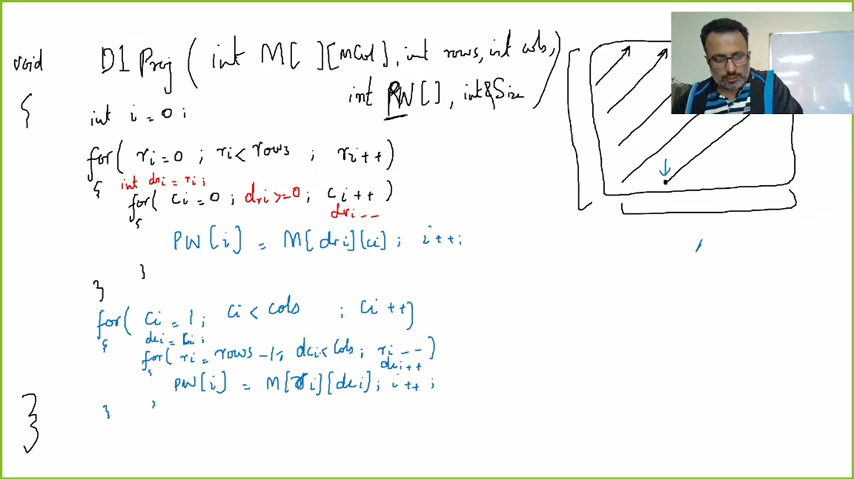 void D1 Proj ( int M[ ][MCol], int rows, int cols,
int PW[], int & Size )
{
int i = 0 ;
for( ri = 0 ; ri < rows ; ri++)
{ int dri = ri ;
for( ci = 0 ; dri >= 0 ; ci++)
{ dri--
PW[i] = M[dri][ci] ; i++ ;
}
}
for( ci = 1 ; ci < cols ; ci++)
{ dci = ci ;
for( ri = rows - 1 ; dci < cols ; ri--)
{ dci++
PW[i] = M[ri][dci] ; i++ ;
} }
}